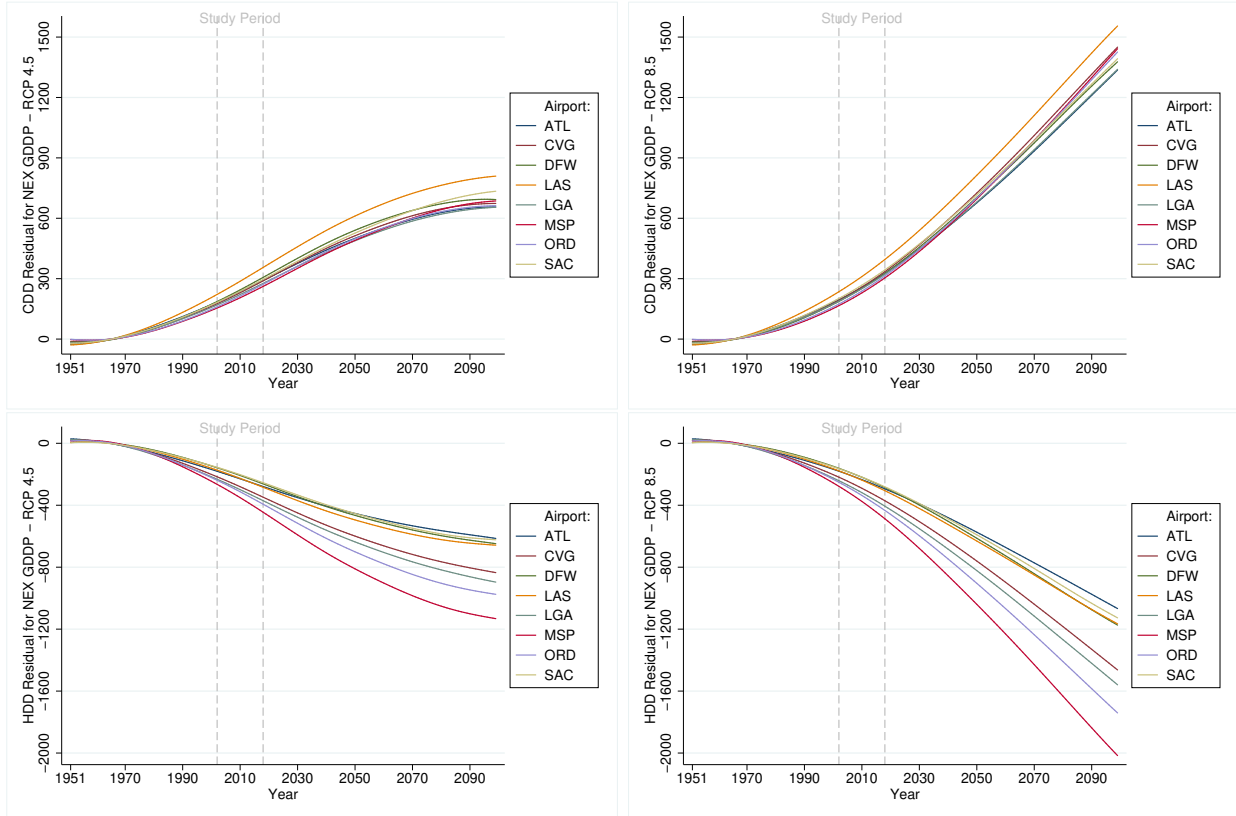 Study Period
CDD Residual for NEX GDDP − RCP 4.5
1500
1200
900
600
300
0
1951 1970 1990 2010 2030 2050 2070 2090
Year
Airport:
ATL
CVG
DFW
LAS
LGA
MSP
ORD
SAC
Study Period
CDD Residual for NEX GDDP − RCP 8.5
1500
1200
900
600
300
0
1951 1970 1990 2010 2030 2050 2070 2090
Year
Airport:
ATL
CVG
DFW
LAS
LGA
MSP
ORD
SAC
Study Period
HDD Residual for NEX GDDP − RCP 4.5
0
−400
−800
−1200
−1600
−2000
1951 1970 1990 2010 2030 2050 2070 2090
Year
Airport:
ATL
CVG
DFW
LAS
LGA
MSP
ORD
SAC
Study Period
HDD Residual for NEX GDDP − RCP 8.5
0
−400
−800
−1200
−1600
−2000
1951 1970 1990 2010 2030 2050 2070 2090
Year
Airport:
ATL
CVG
DFW
LAS
LGA
MSP
ORD
SAC